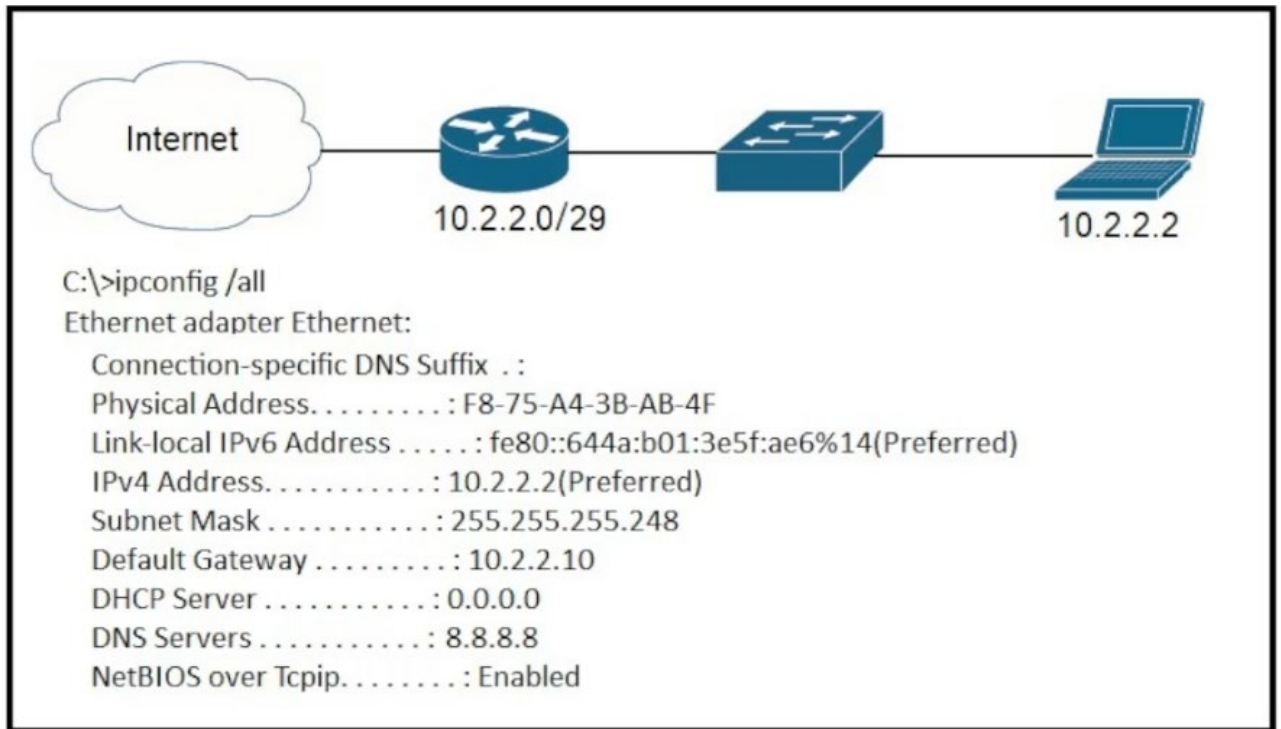 Internet
10.2.2.0/29
10.2.2.2
C:\>ipconfig /all
Ethernet adapter Ethernet:
Connection-specific DNS Suffix . :
Physical Address. . . . . . . . . : F8-75-A4-3B-AB-4F
Link-local IPv6 Address . . . . . : fe80::644a:b01:3e5f:ae6%14(Preferred)
IPv4 Address. . . . . . . . . . . : 10.2.2.2(Preferred)
Subnet Mask . . . . . . . . . . . : 255.255.255.248
Default Gateway . . . . . . . . . : 10.2.2.10
DHCP Server . . . . . . . . . . . : 0.0.0.0
DNS Servers . . . . . . . . . . . : 8.8.8.8
NetBIOS over Tcpip. . . . . . . . : Enabled